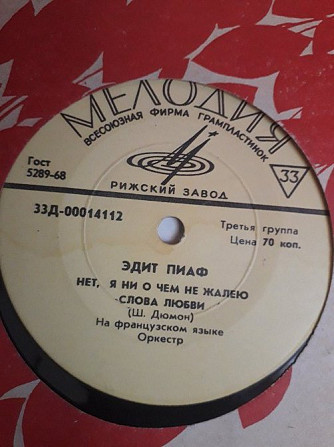 МЕЛОДИЯ
ВСЕСОЮЗНАЯ ФИРМА ГРАМПЛАСТИНОК
Гост
5289-68
33
РИЖСКИЙ ЗАВОД
33Д-00014112
Третья группа
Цена 70 коп.
ЭДИТ ПИАФ
НЕТ, Я НИ О ЧЕМ НЕ ЖАЛЕЮ
СЛОВА ЛЮБВИ
(Ш. Дюмон)
На французском языке
Оркестр